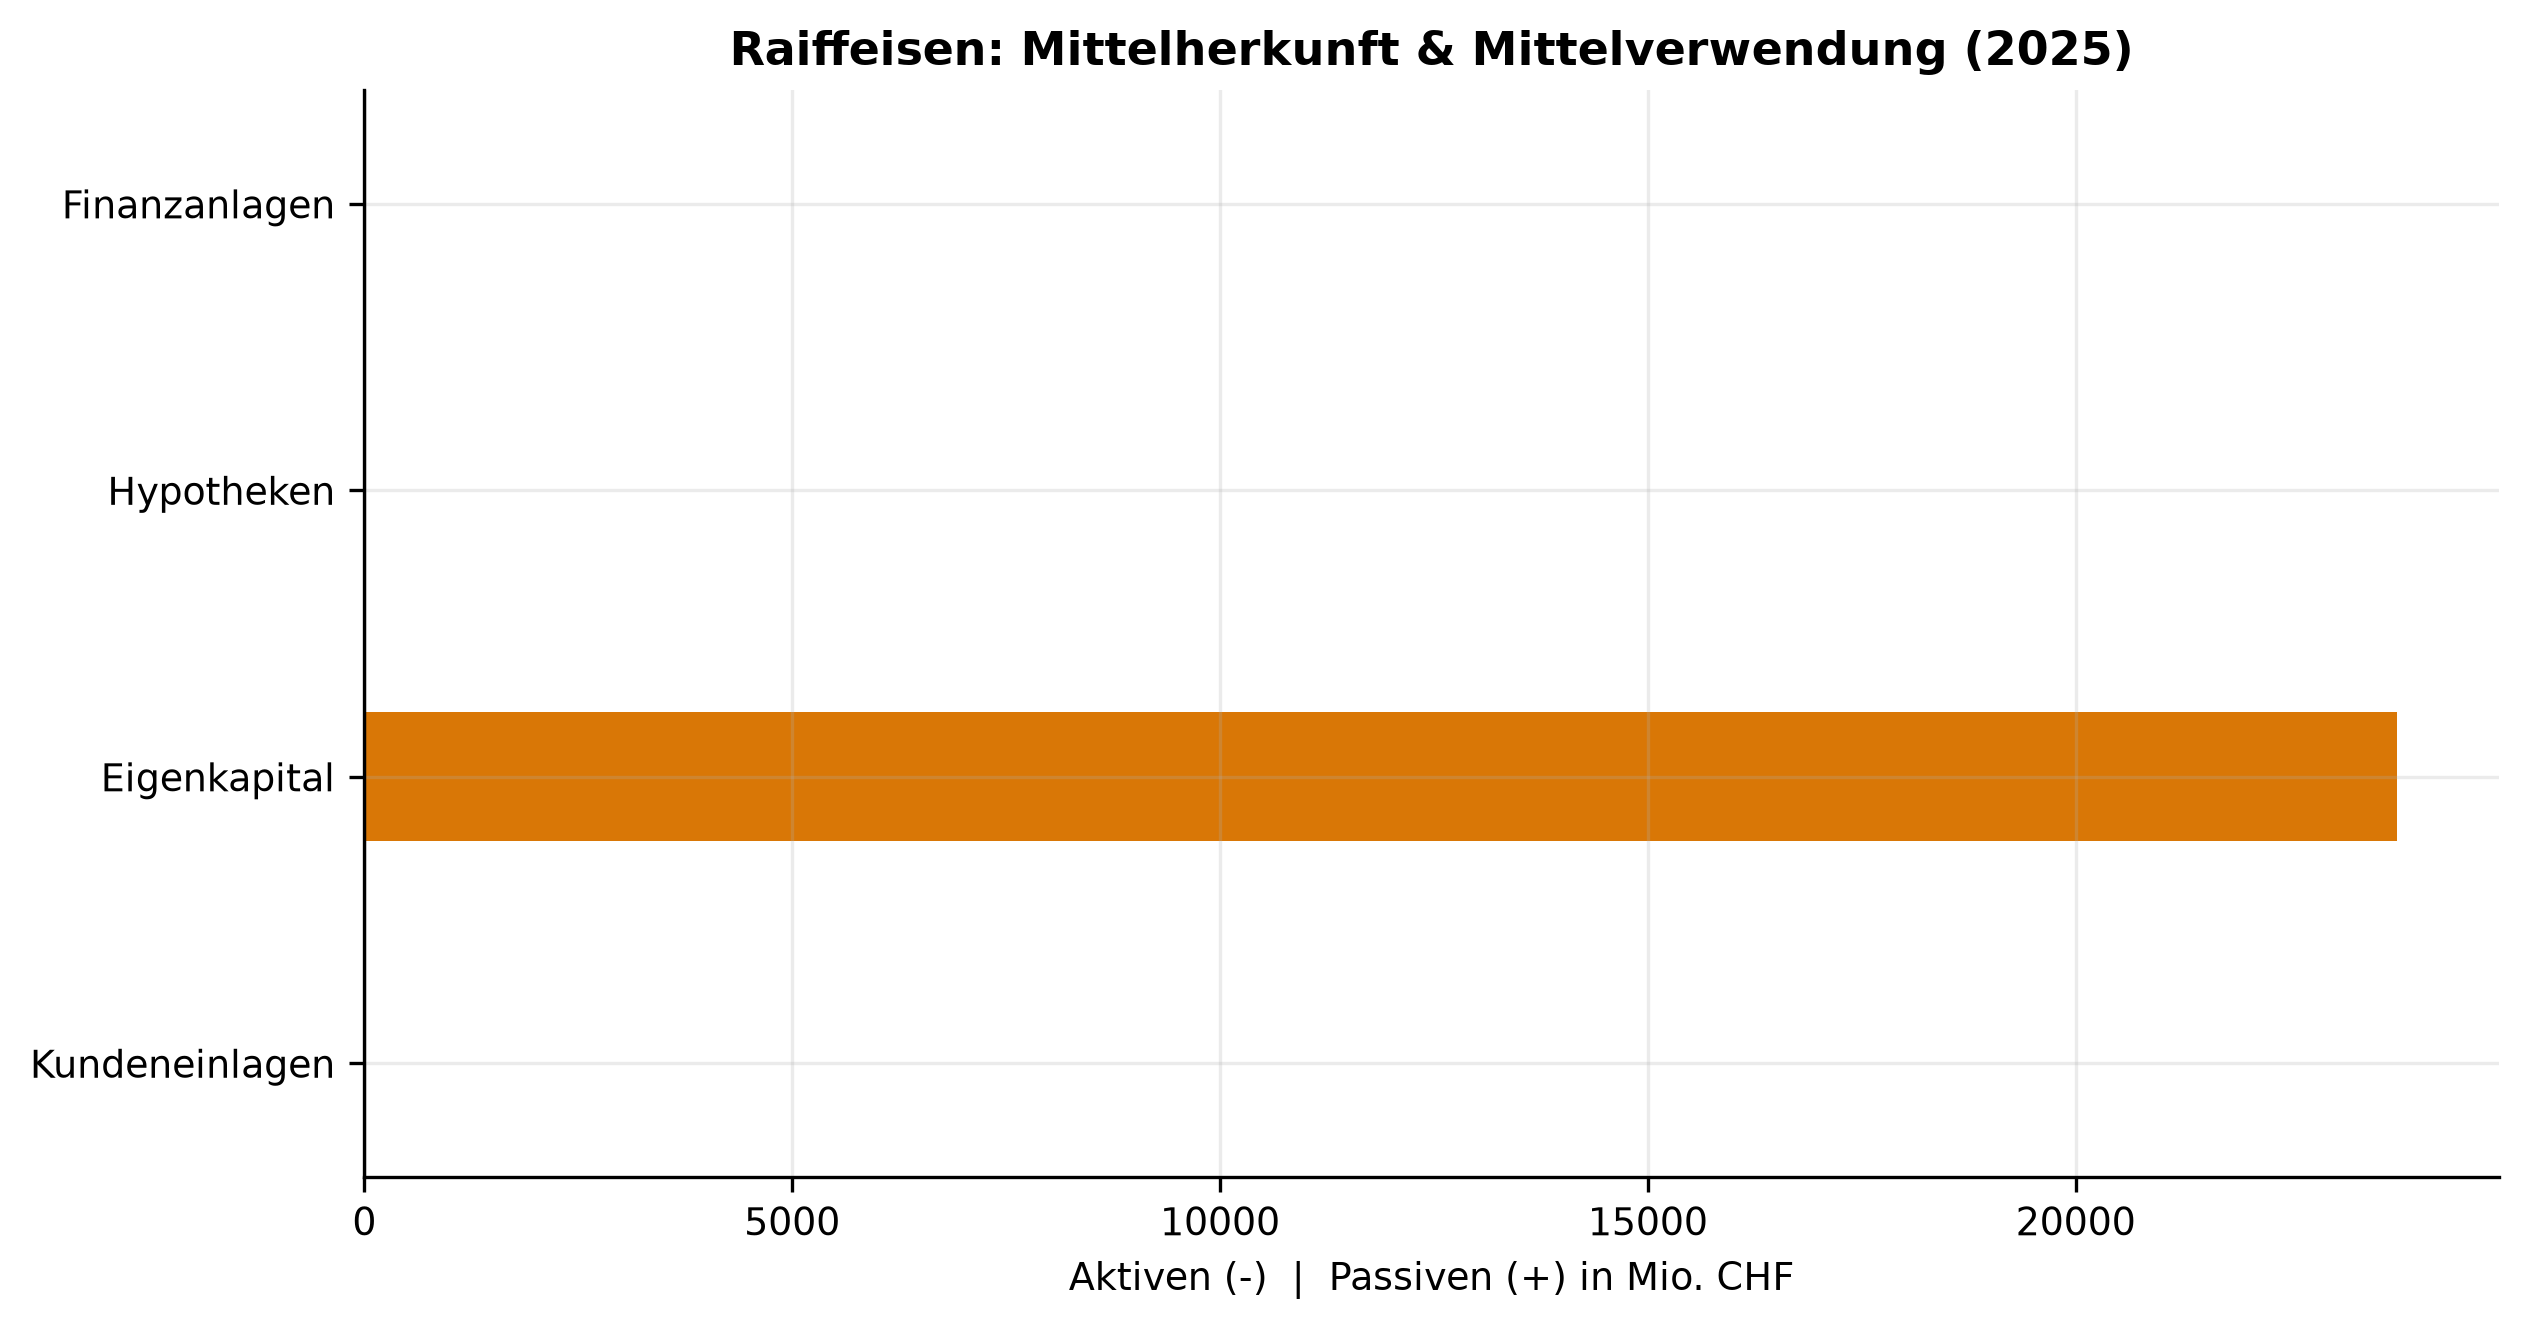 Raiffeisen: Mittelherkunft & Mittelverwendung (2025)
Finanzanlagen
Hypotheken
Eigenkapital
Kundeneinlagen
0 5000 10000 15000 20000
Aktiven (-) | Passiven (+) in Mio. CHF